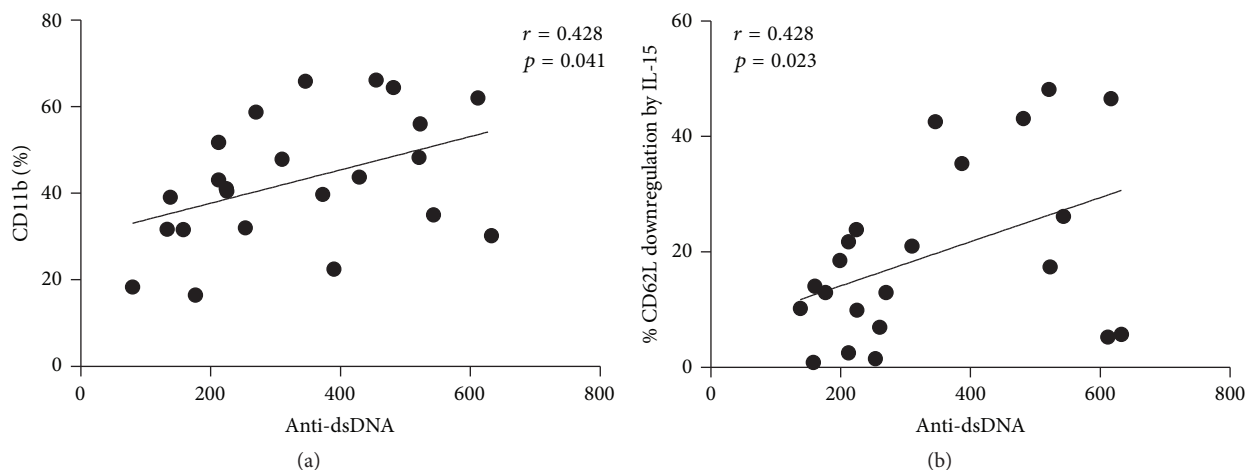 80
60
40
20
0
CD11b (%)
r = 0.428
p = 0.041
0 200 400 600 800
Anti-dsDNA
(a)
60
40
20
0
% CD62L downregulation by IL-15
r = 0.428
p = 0.023
0 200 400 600 800
Anti-dsDNA
(b)